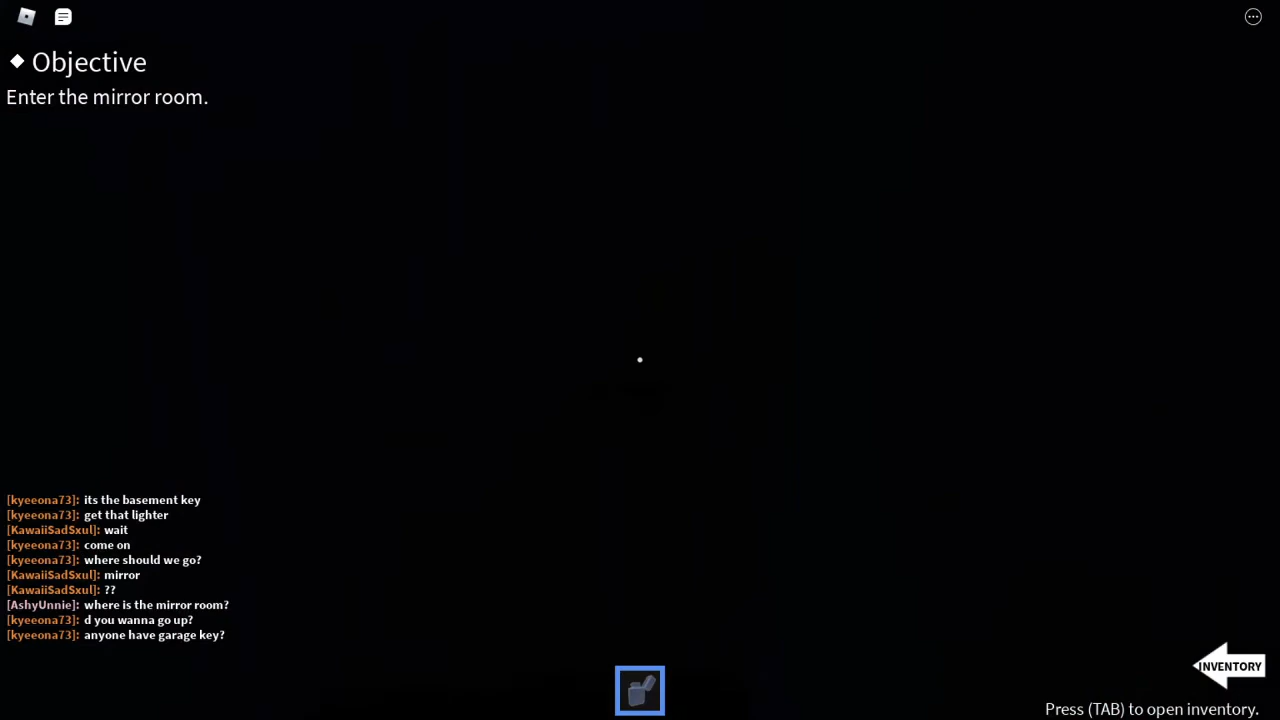 Objective
Enter the mirror room.
[kyeeona73]: its the basement key
[kyeeona73]: get that lighter
[KawaiiSadSxul]: wait
[kyeeona73]: come on
[kyeeona73]: where should we go?
[KawaiiSadSxul]: mirror
[KawaiiSadSxul]: ??
[AshyUnnie]: where is the mirror room?
[kyeeona73]: d you wanna go up?
[kyeeona73]: anyone have garage key?
INVENTORY
Press (TAB) to open inventory.